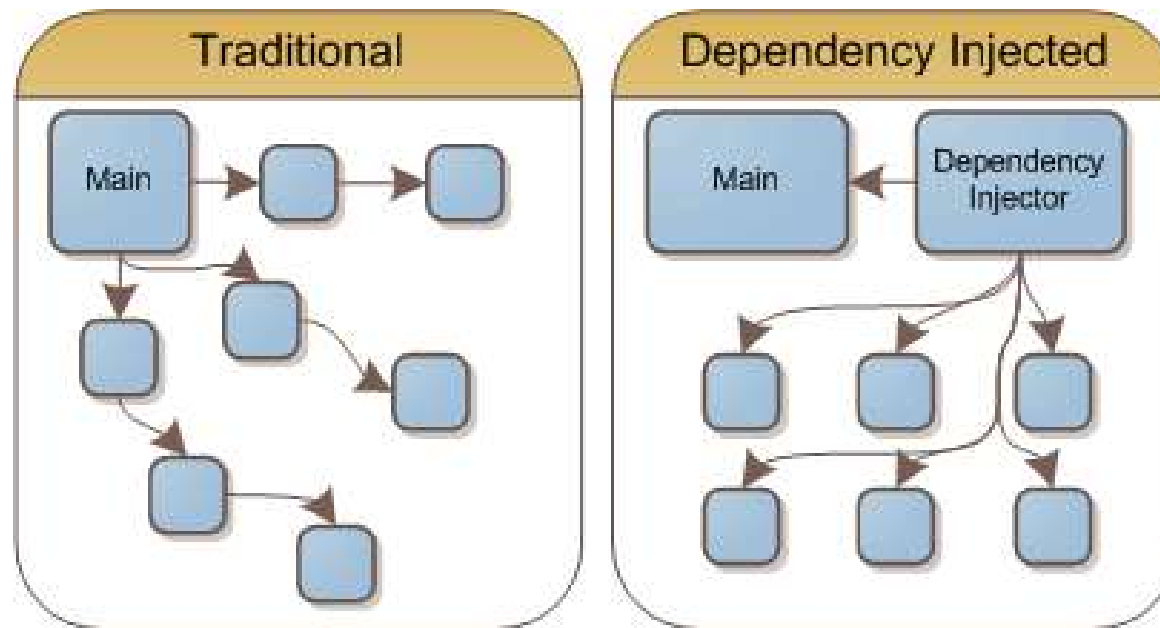 Traditional
Main
Dependency Injected
Main
Dependency
Injector